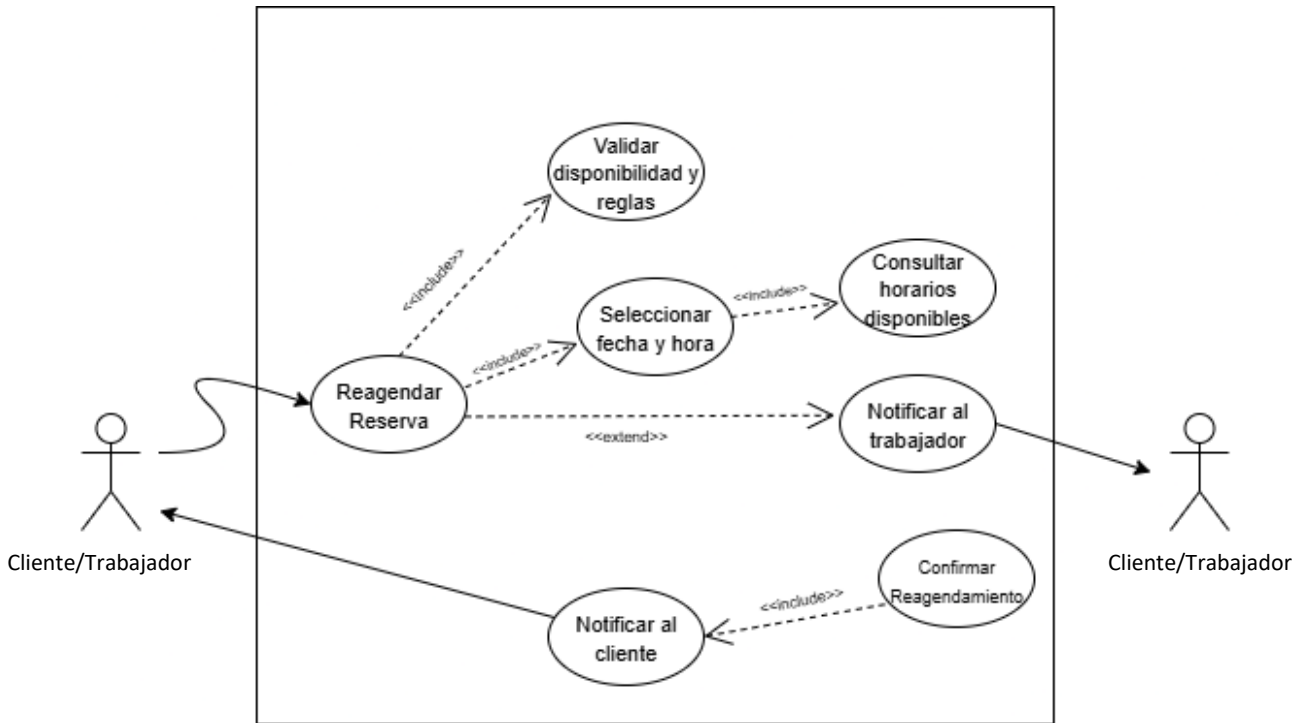 Validar
disponibilidad y
reglas
<<include>>
Consultar
horarios
disponibles
<<include>>
Seleccionar
fecha y hora
<<include>>
Reagendar
Reserva
Notificar al
trabajador
<<extend>>
Cliente/Trabajador
Cliente/Trabajador
Confirmar
Reagendamiento
<<include>>
Notificar al
cliente